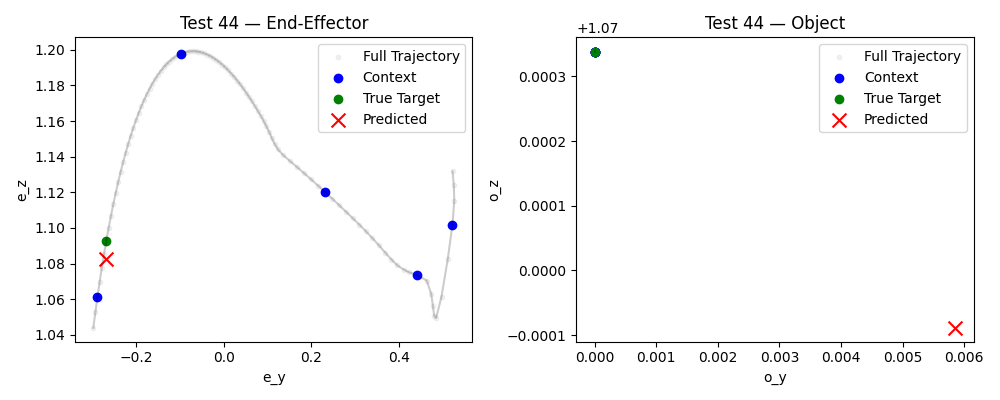 Test 44 — End-Effector
1.20
1.18
1.16
1.14
1.12
1.10
1.08
1.06
1.04
e_z
−0.2
0.0
0.2
0.4
e_y
Full Trajectory
Context
True Target
Predicted
Test 44 — Object
+1.07
0.0003
0.0002
0.0001
0.0000
−0.0001
o_z
0.000
0.001
0.002
0.003
0.004
0.005
0.006
o_y
Full Trajectory
Context
True Target
Predicted